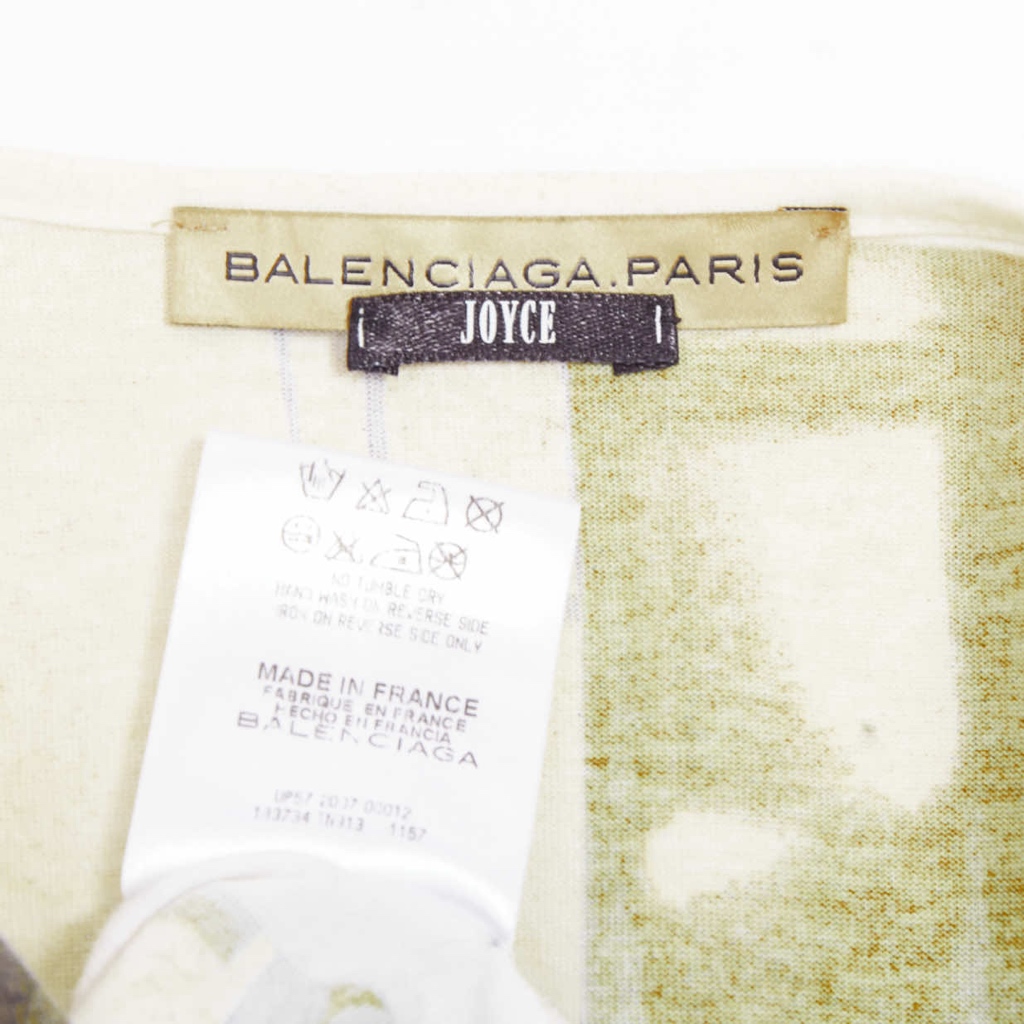 BALENCIAGA.PARIS
JOYCE
NO TUMBLE DRY
HAND WASH ON REVERSE SIDE
IRON ON REVERSE SIDE ONLY
MADE IN FRANCE
FABRIQUE EN FRANCE
HECHO EN FRANCIA
BALENCIAGA
1157